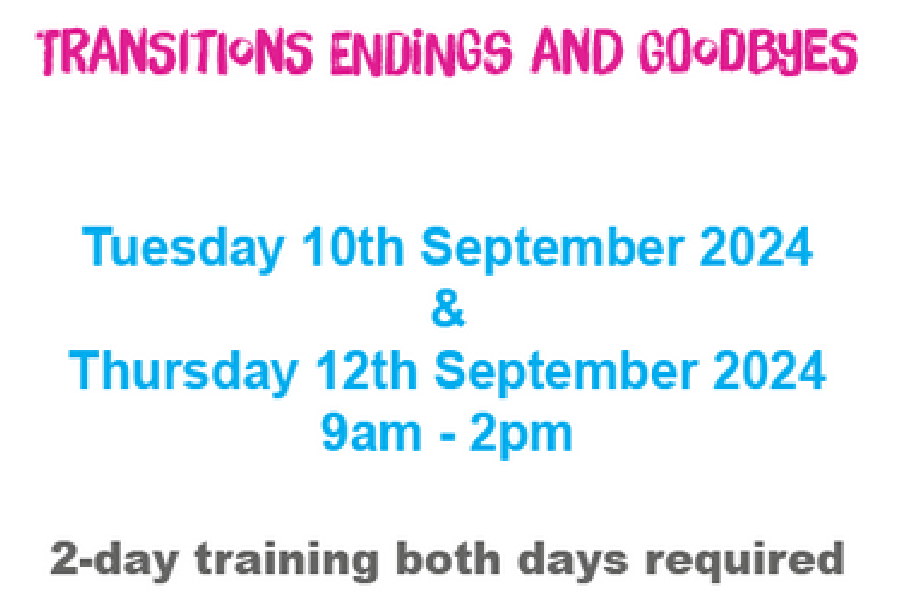 TRANSITIONS ENDINGS AND GOODBYES
Tuesday 10th September 2024
&
Thursday 12th September 2024
9am - 2pm
2-day training both days required